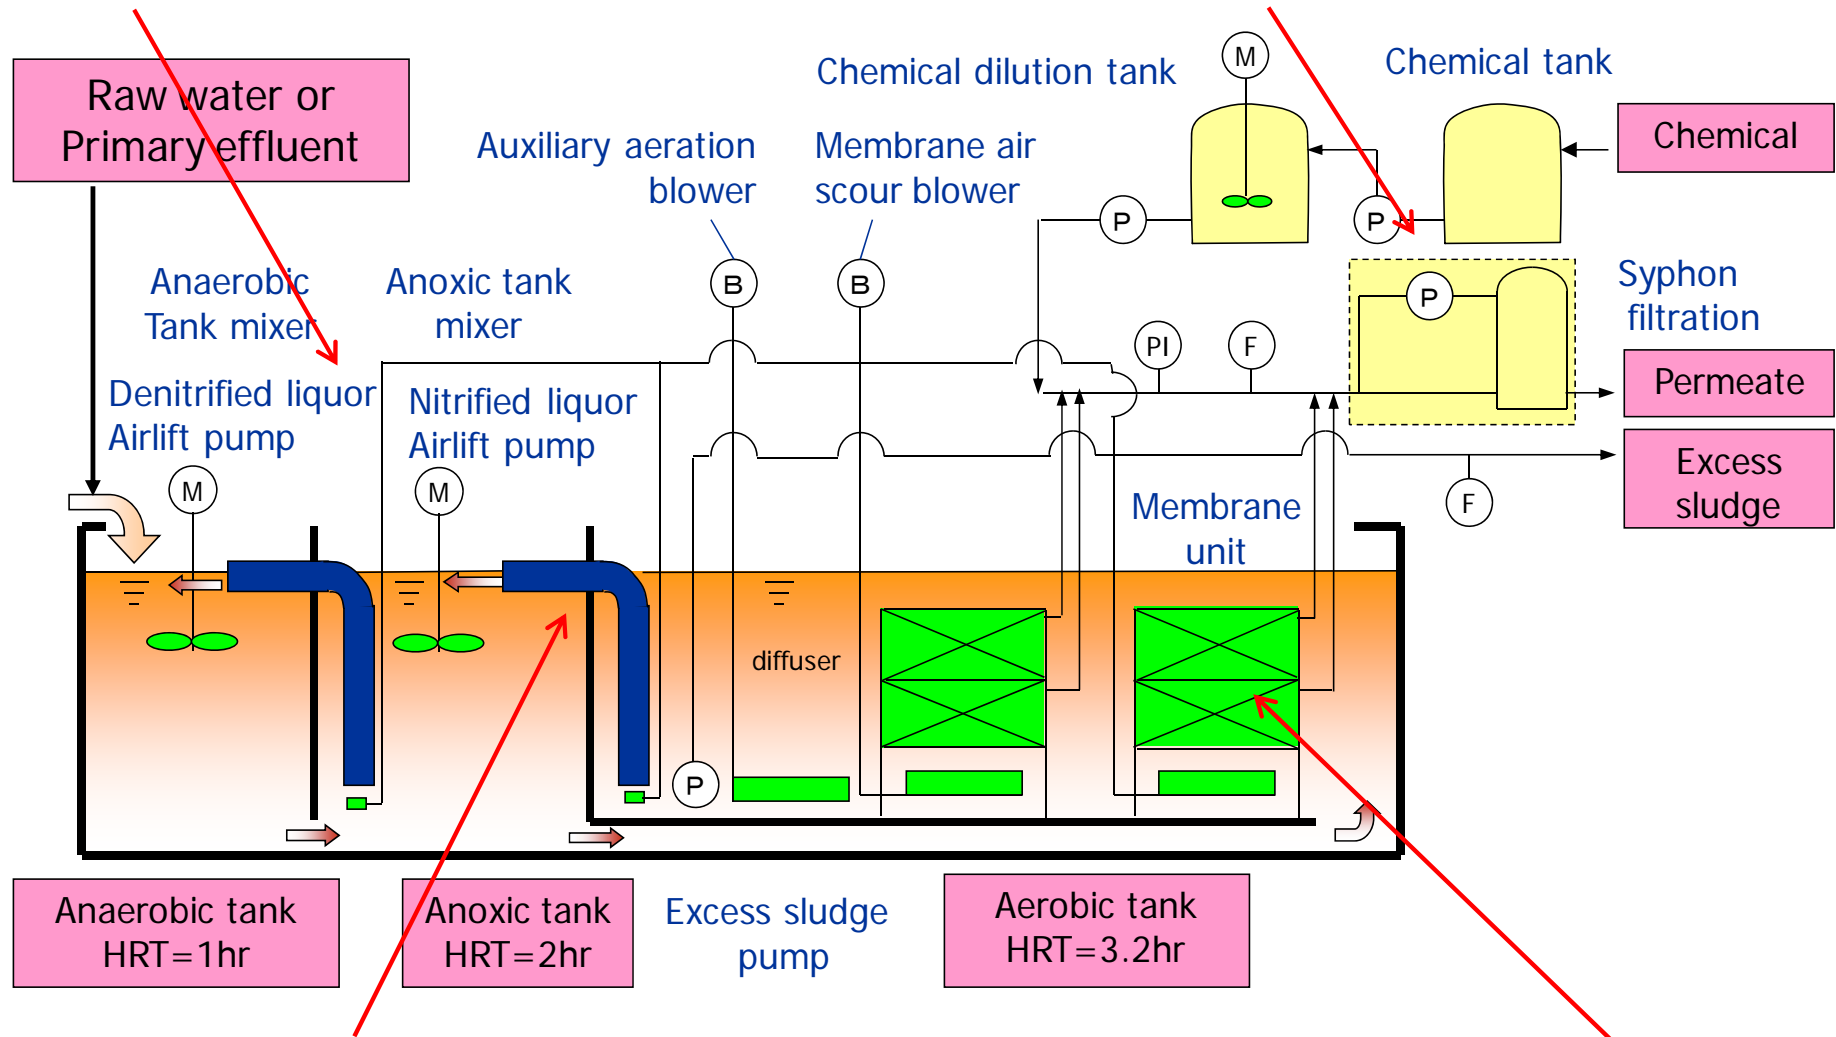 Raw water or
Primary effluent
Chemical dilution tank
M
Chemical tank
Chemical
Auxiliary aeration
blower
Membrane air
scour blower
P
P
Anaerobic
Tank mixer
Anoxic tank
mixer
B
B
P
Syphon
filtration
PI
F
Permeate
Denitrified liquor
Airlift pump
Nitrified liquor
Airlift pump
Excess
sludge
M
M
F
Membrane
unit
diffuser
P
Anaerobic tank
HRT=1hr
Anoxic tank
HRT=2hr
Excess sludge
pump
Aerobic tank
HRT=3.2hr